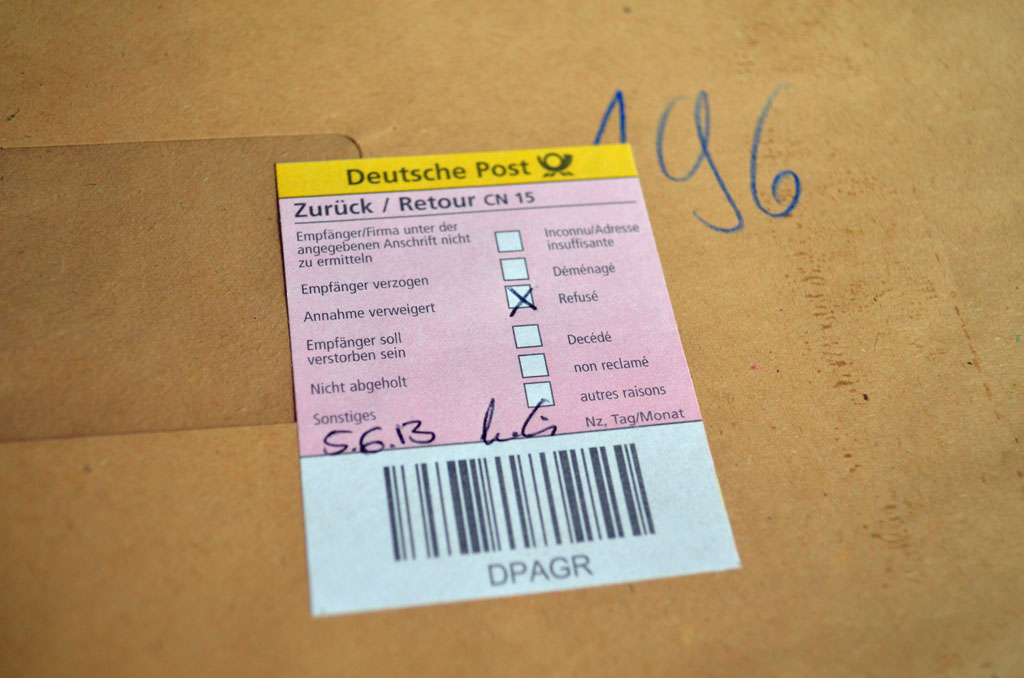 196
Deutsche Post
Zurück / Retour CN 15
Empfänger/Firma unter der
angegebenen Anschrift nicht
zu ermitteln
Inconnu/Adresse
insuffisante
Empfänger verzogen
Déménagé
Annahme verweigert
Refusé
Empfänger soll
verstorben sein
Decédé
Nicht abgeholt
non reclamé
Sonstiges
autres raisons
5.6.13
Nz, Tag/Monat
DPAGR